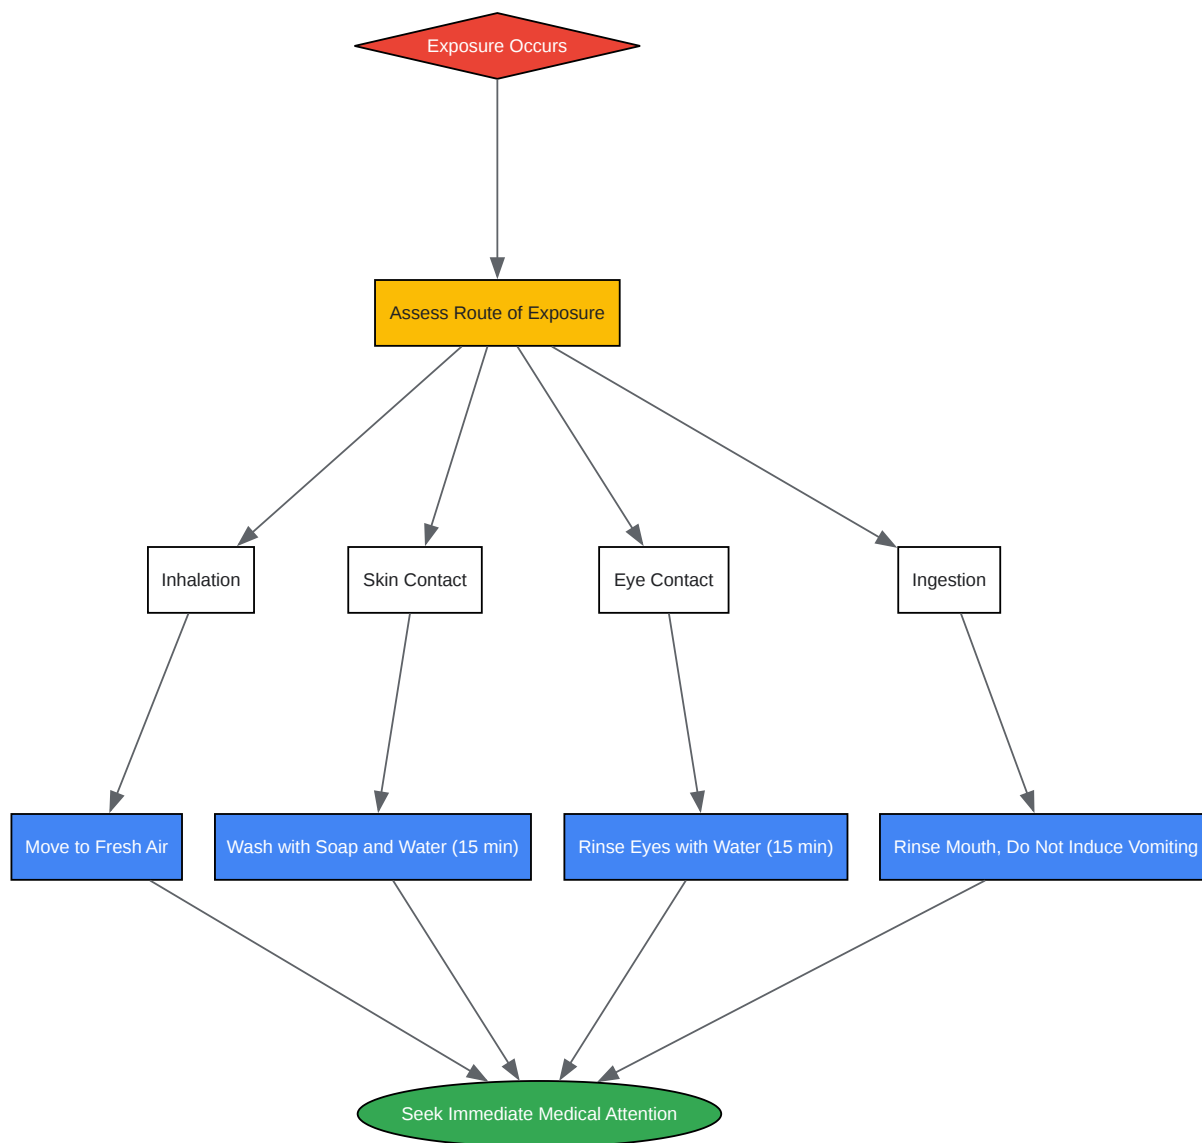 Exposure Occurs
Assess Route of Exposure
Inhalation
Skin Contact
Eye Contact
Ingestion
Move to Fresh Air
Wash with Soap and Water (15 min)
Rinse Eyes with Water (15 min)
Rinse Mouth, Do Not Induce Vomiting
Seek Immediate Medical Attention